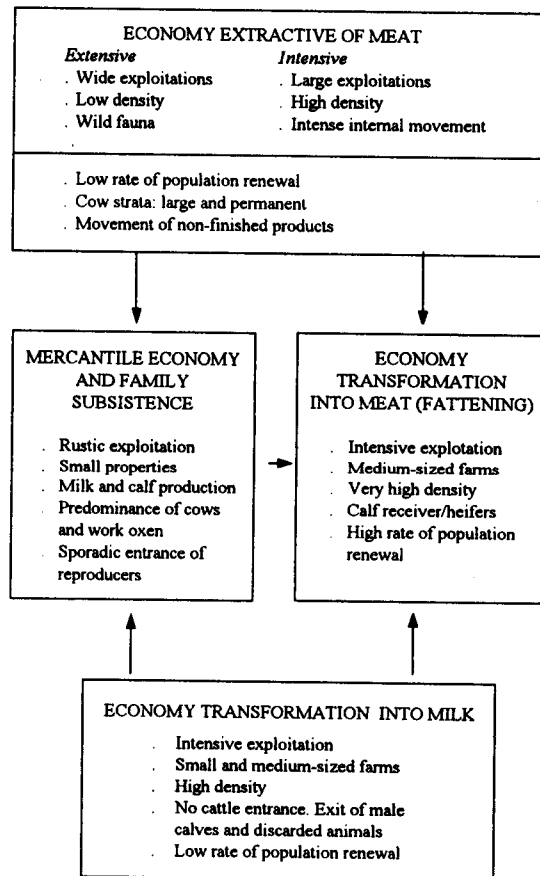 ECONOMY EXTRACTIVE OF MEAT
Extensive
. Wide exploitations
. Low density
. Wild fauna
Intensive
. Large exploitations
. High density
. Intense internal movement
. Low rate of population renewal
. Cow strata: large and permanent
. Movement of non-finished products
MERCANTILE ECONOMY
AND FAMILY
SUBSISTENCE
. Rustic exploitation
. Small properties
. Milk and calf production
. Predominance of cows
and work oxen
. Sporadic entrance of
reproducers
ECONOMY
TRANSFORMATION
INTO MEAT (FATTENING)
. Intensive explotation
. Medium-sized farms
. Very high density
. Calf receiver/heifers
. High rate of population
renewal
ECONOMY TRANSFORMATION INTO MILK
. Intensive exploitation
. Small and medium-sized farms
. High density
. No cattle entrance. Exit of male
calves and discarded animals
. Low rate of population renewal